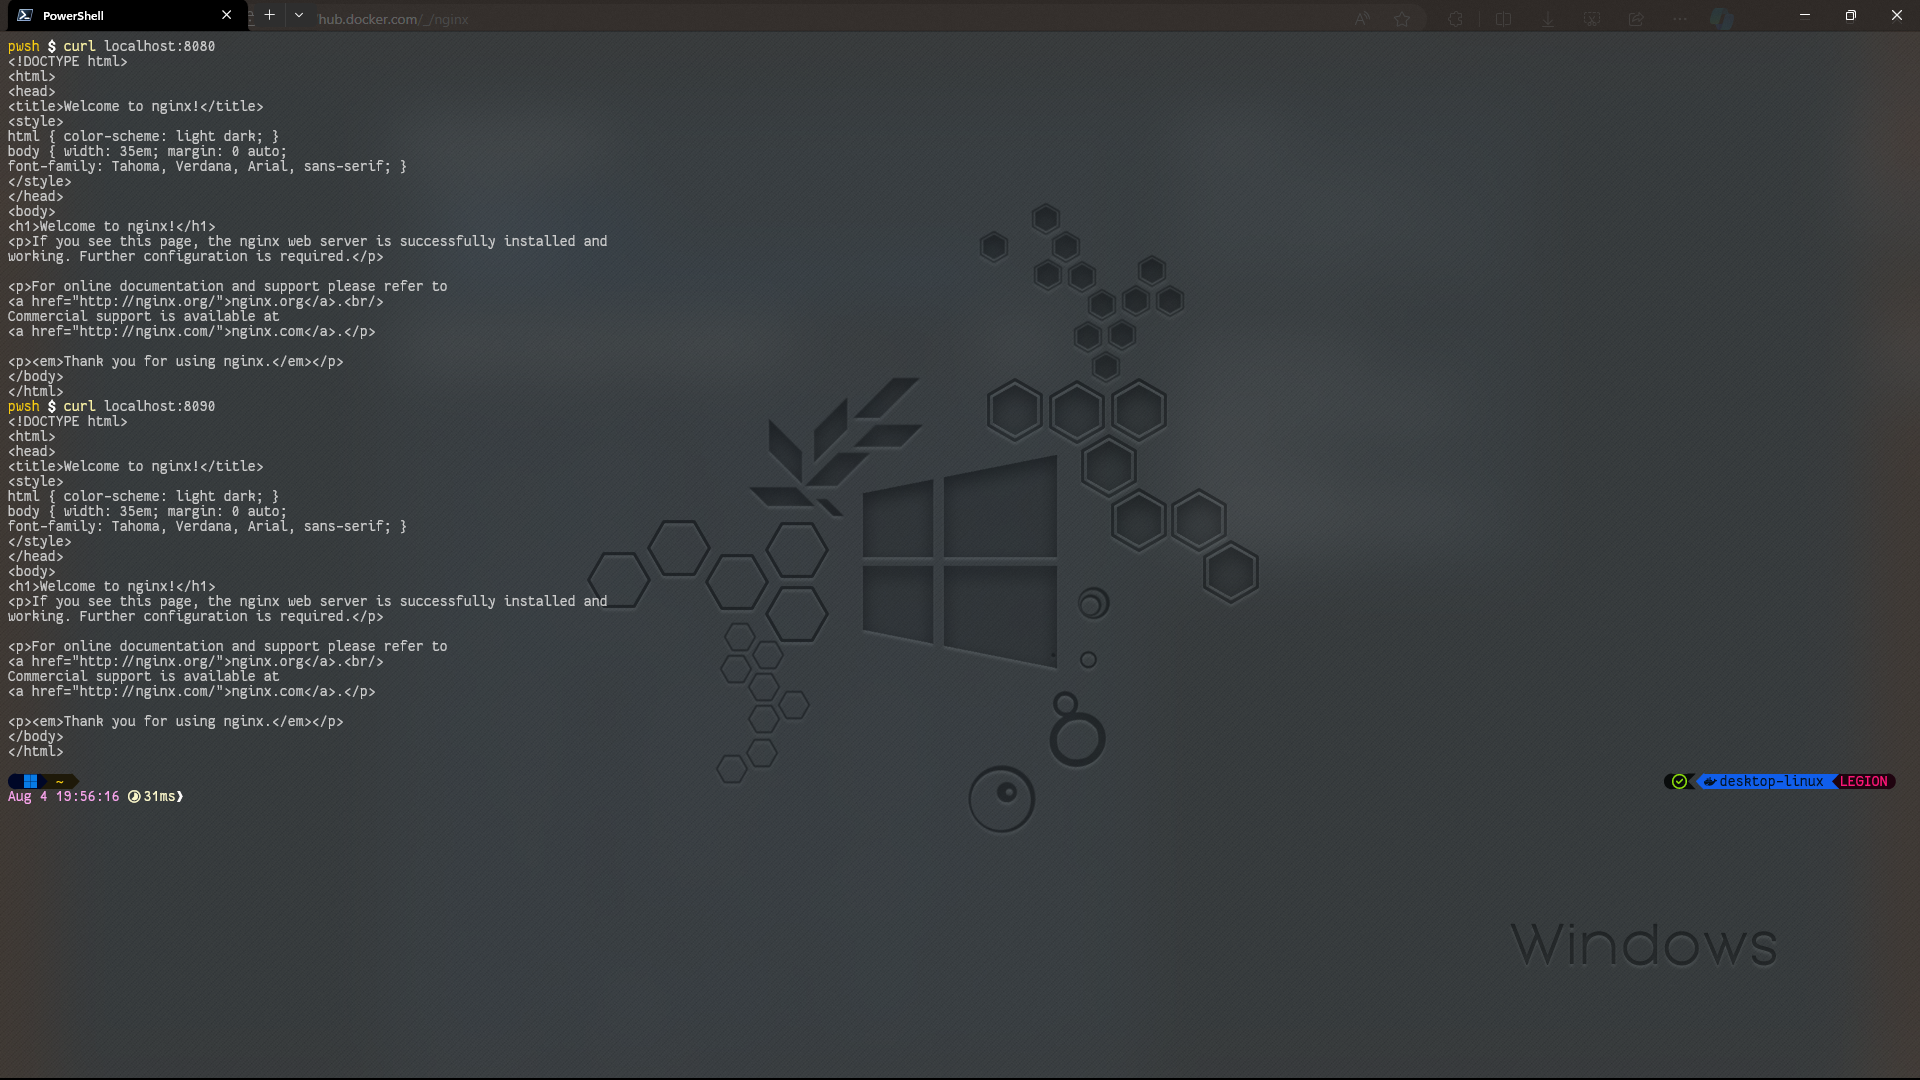 PowerShell
hub.docker.com/_/nginx
pwsh $ curl localhost:8080
<!DOCTYPE html>
<html>
<head>
<title>Welcome to nginx!</title>
<style>
html { color-scheme: light dark; }
body { width: 35em; margin: 0 auto;
font-family: Tahoma, Verdana, Arial, sans-serif; }
</style>
</head>
<body>
<h1>Welcome to nginx!</h1>
<p>If you see this page, the nginx web server is successfully installed and
working. Further configuration is required.</p>

<p>For online documentation and support please refer to
<a href="http://nginx.org/">nginx.org</a>.<br/>
Commercial support is available at
<a href="http://nginx.com/">nginx.com</a>.</p>

<p><em>Thank you for using nginx.</em></p>
</body>
</html>
pwsh $ curl localhost:8090
<!DOCTYPE html>
<html>
<head>
<title>Welcome to nginx!</title>
<style>
html { color-scheme: light dark; }
body { width: 35em; margin: 0 auto;
font-family: Tahoma, Verdana, Arial, sans-serif; }
</style>
</head>
<body>
<h1>Welcome to nginx!</h1>
<p>If you see this page, the nginx web server is successfully installed and
working. Further configuration is required.</p>

<p>For online documentation and support please refer to
<a href="http://nginx.org/">nginx.org</a>.<br/>
Commercial support is available at
<a href="http://nginx.com/">nginx.com</a>.</p>

<p><em>Thank you for using nginx.</em></p>
</body>
</html>
~ desktop-linux LEGION
Aug 4 19:56:16 31ms❯
Windows